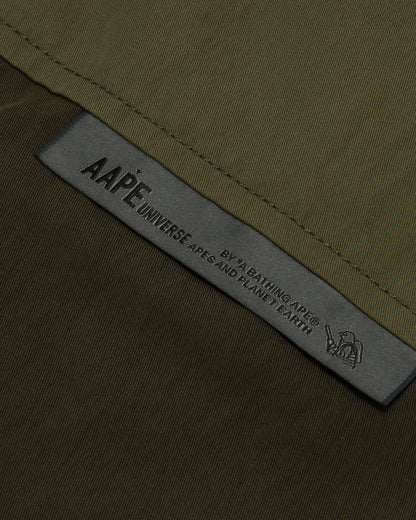 AAPE
UNIVERSE
BY *A BATHING APE®
APES AND PLANET EARTH